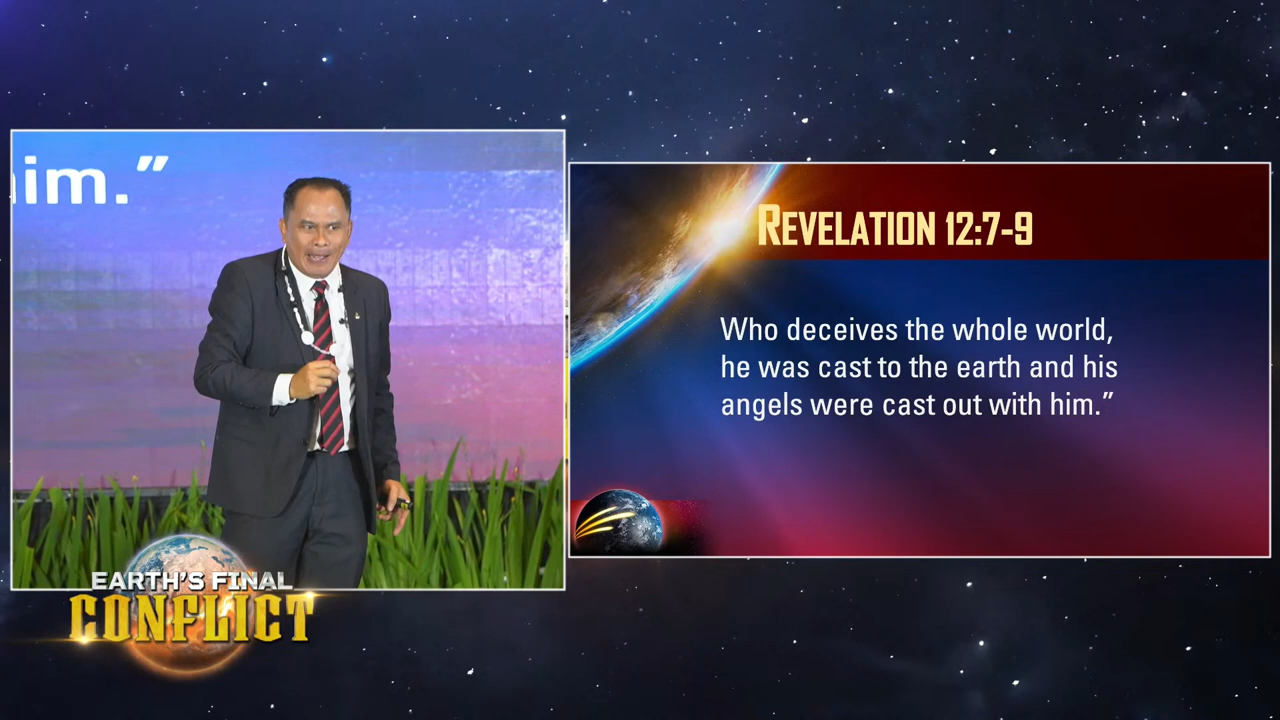 him.”
REVELATION 12:7-9
Who deceives the whole world,
he was cast to the earth and his
angels were cast out with him.”
EARTH'S FINAL
CONFLICT